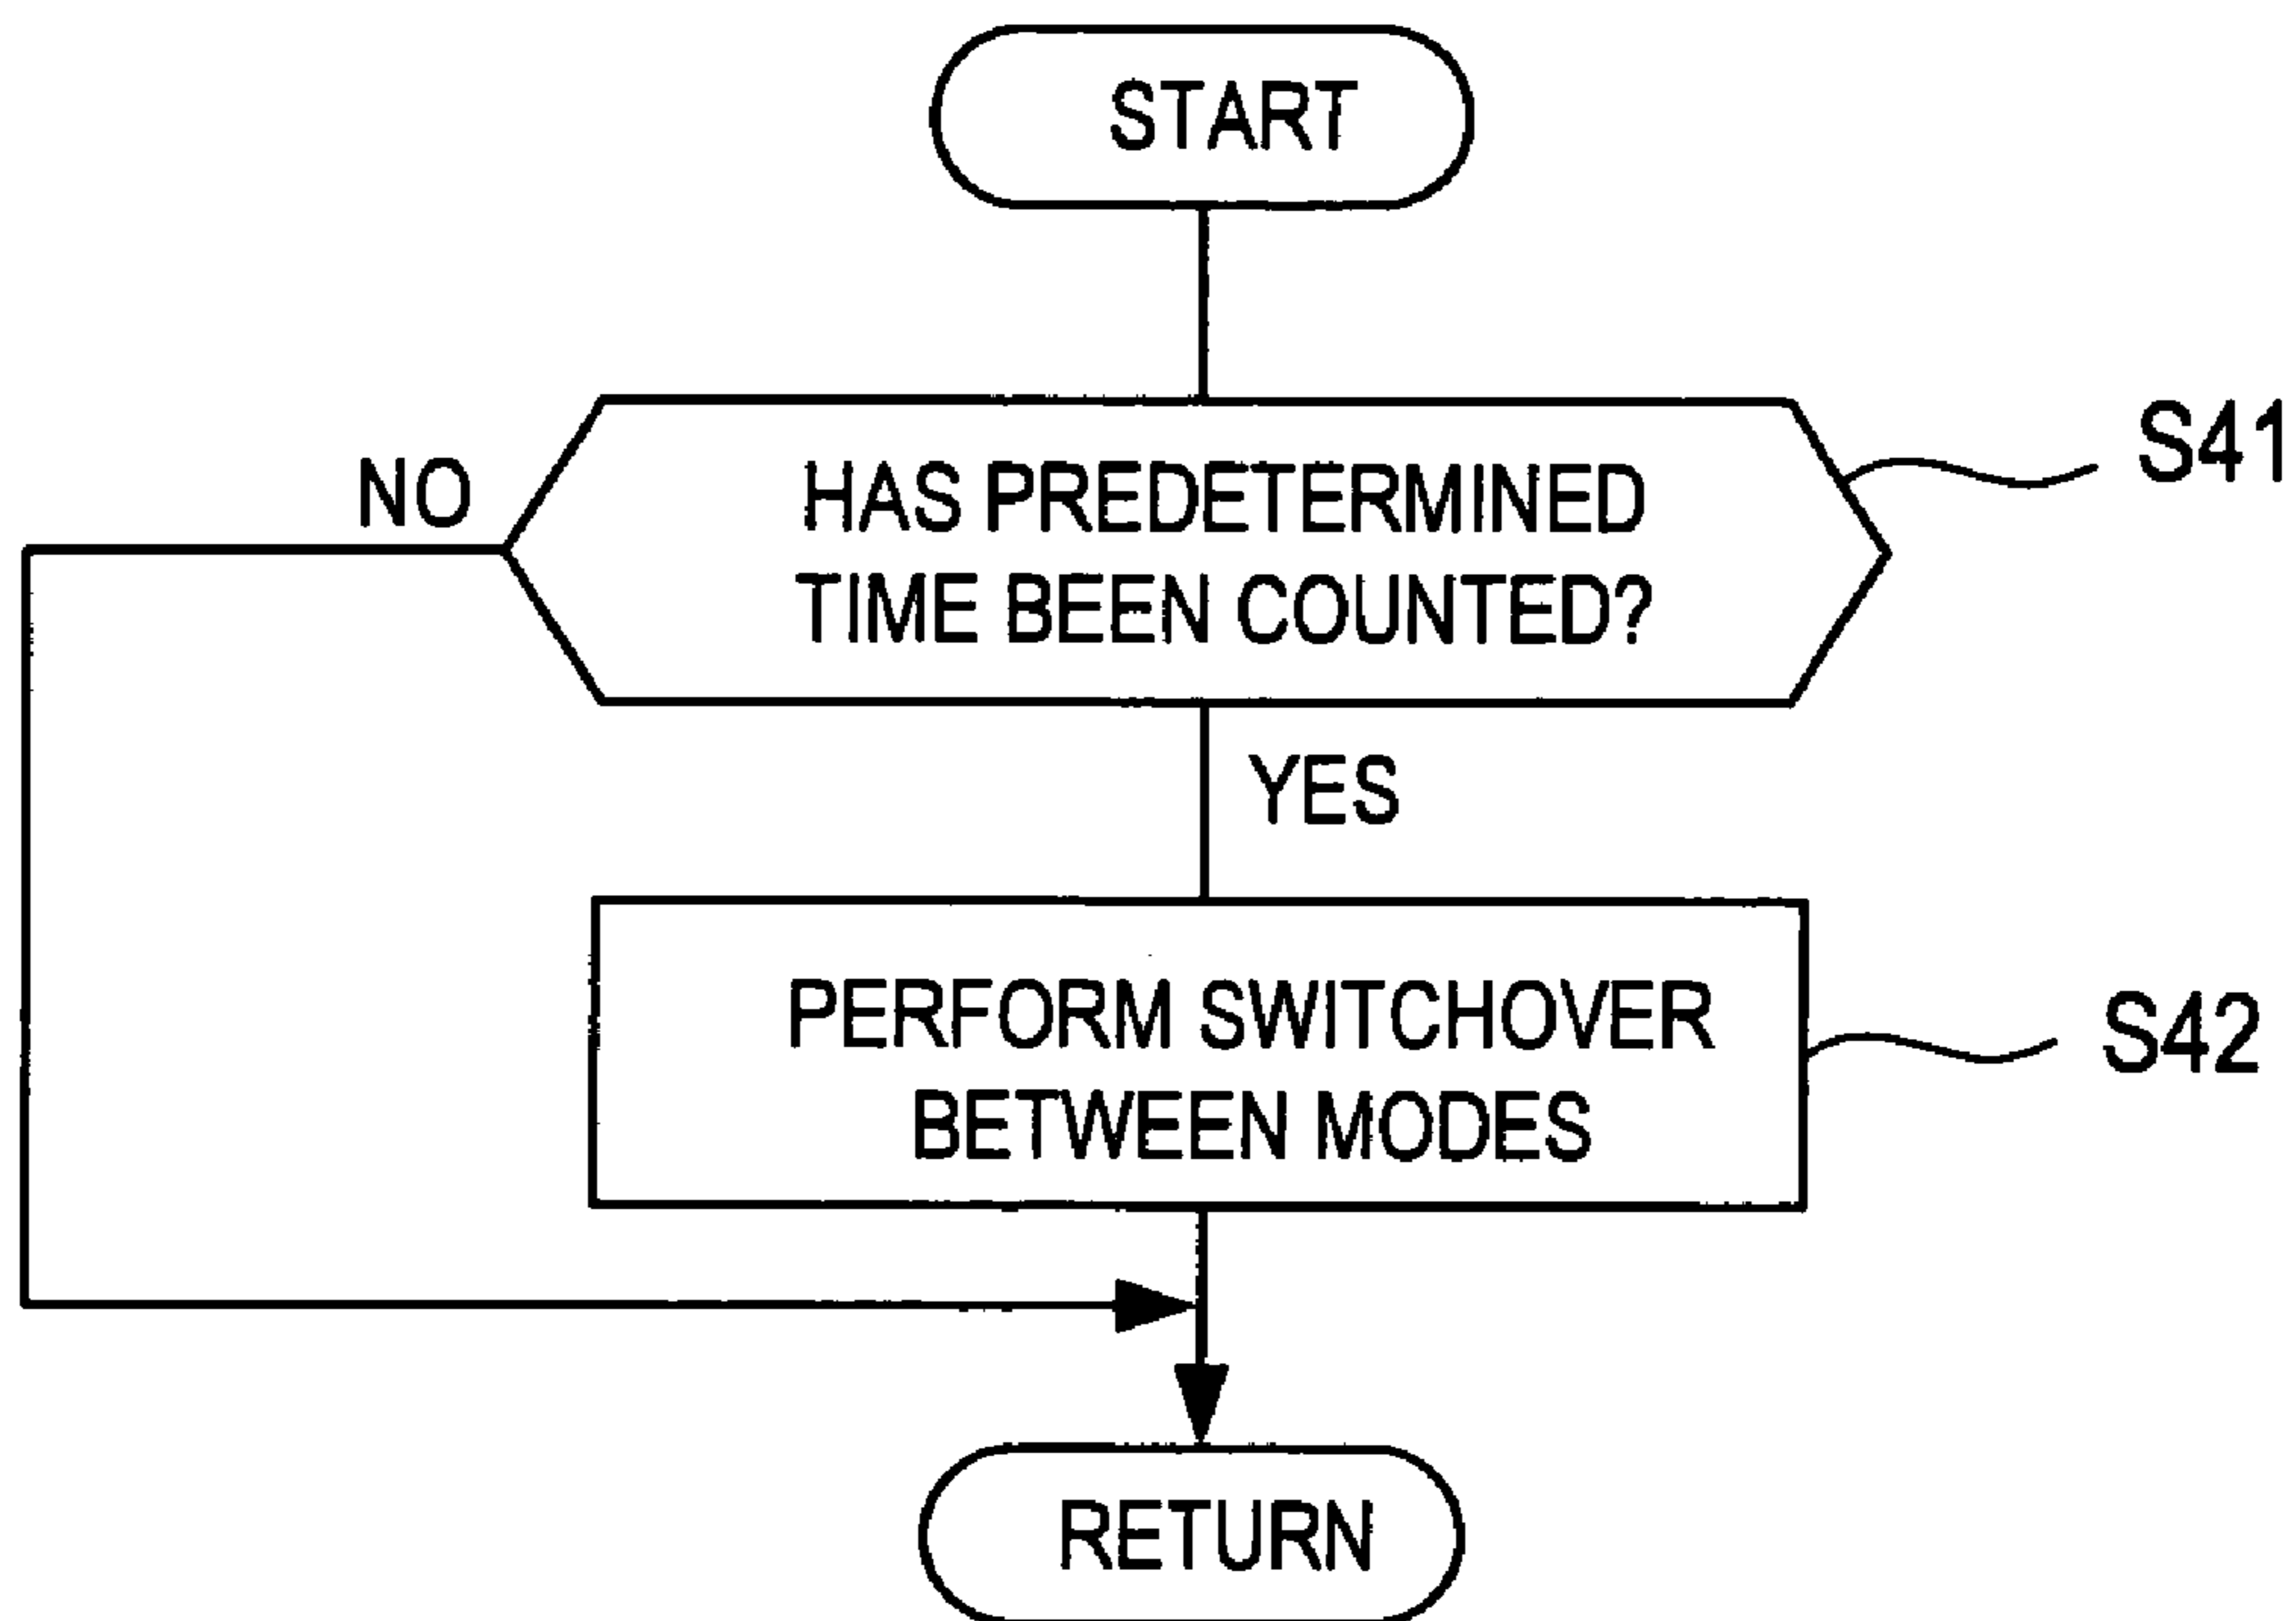 START
HAS PREDETERMINED
TIME BEEN COUNTED?
S41
NO
YES
PERFORM SWITCHOVER
BETWEEN MODES
S42
RETURN